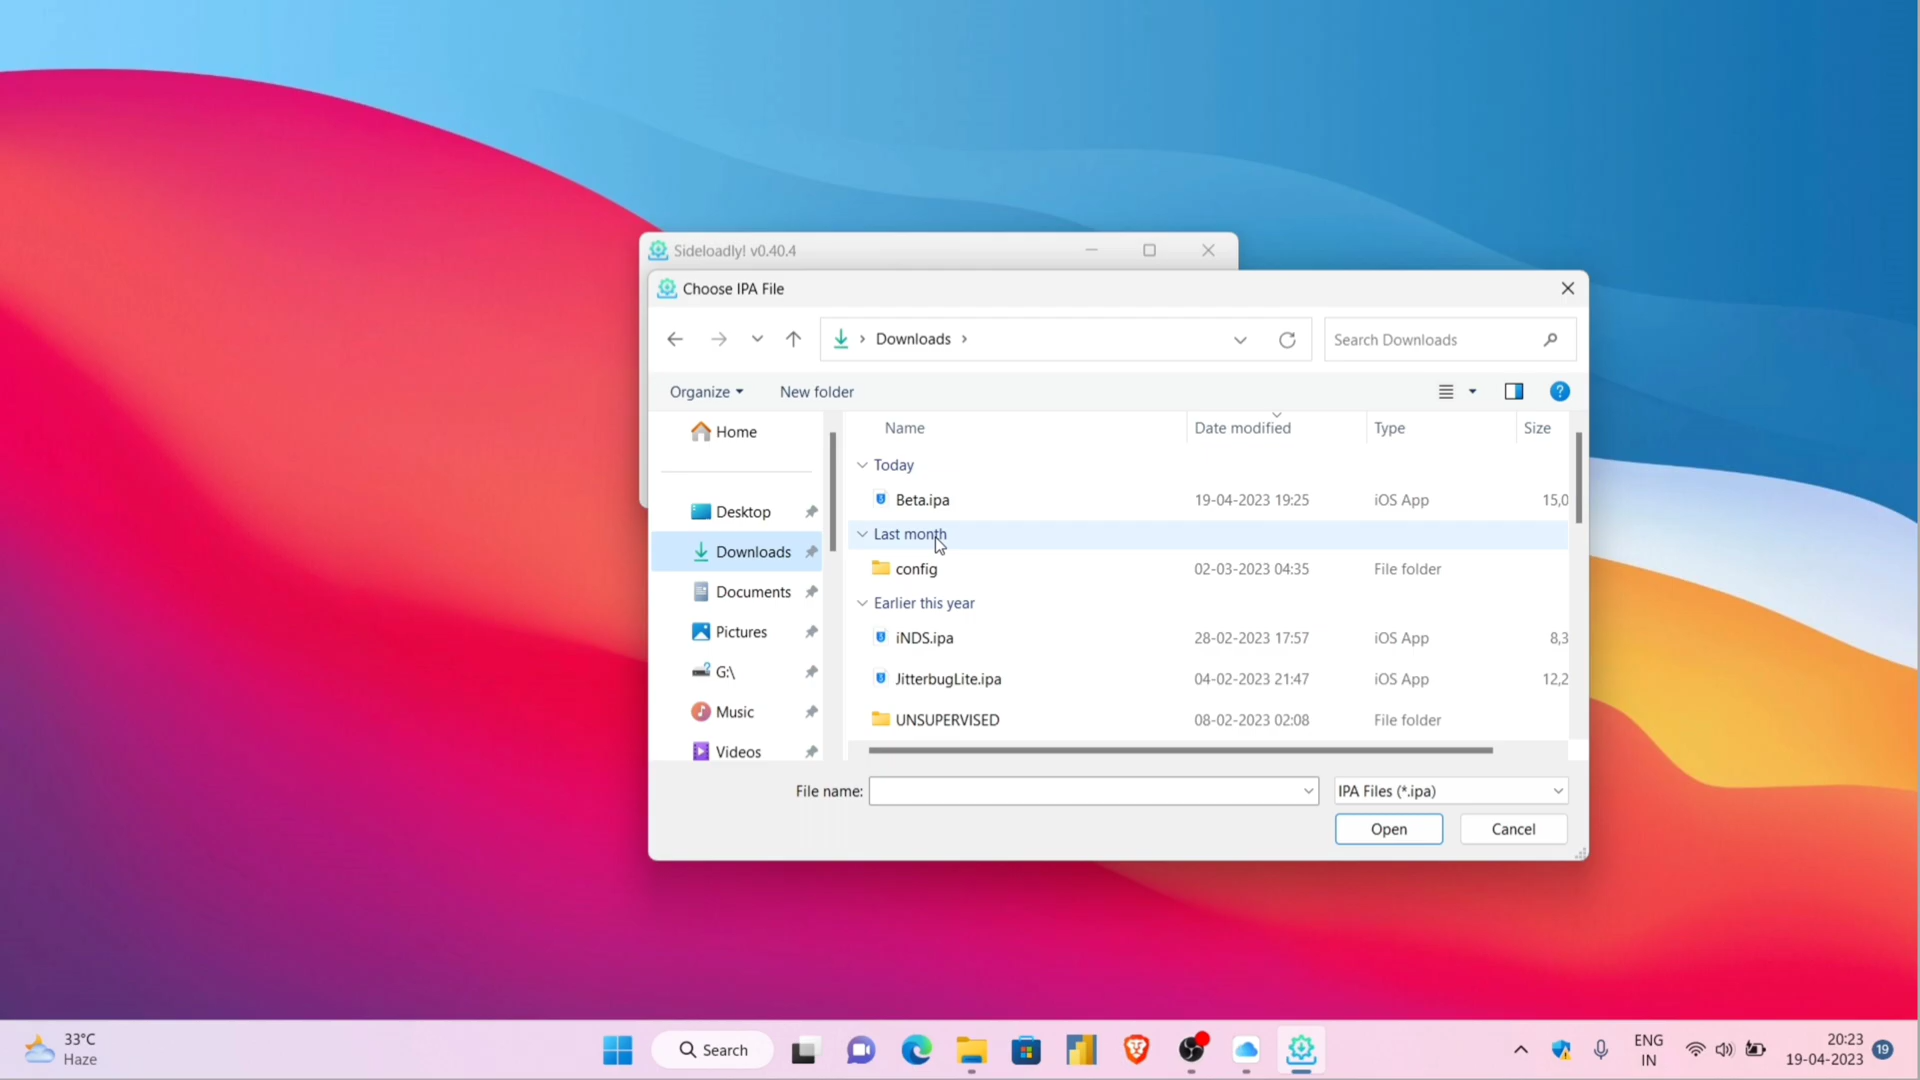 Sideloadly! v0.40.4
Choose IPA File
Downloads
Search Downloads
Organize
New folder
?
Home
Desktop
Downloads
Documents
Pictures
G:\
Music
Videos
Name
Date modified
Type
Size
Today
Beta.ipa 19-04-2023 19:25 iOS App 15,0
Last month
config 02-03-2023 04:35 File folder
Earlier this year
iNDS.ipa 28-02-2023 17:57 iOS App 8,3
JitterbugLite.ipa 04-02-2023 21:47 iOS App 12,2
UNSUPERVISED 08-02-2023 02:08 File folder
File name:
IPA Files (*.ipa)
Open
Cancel
33°C
Haze
Search
ENG
IN
20:23
19-04-2023
19